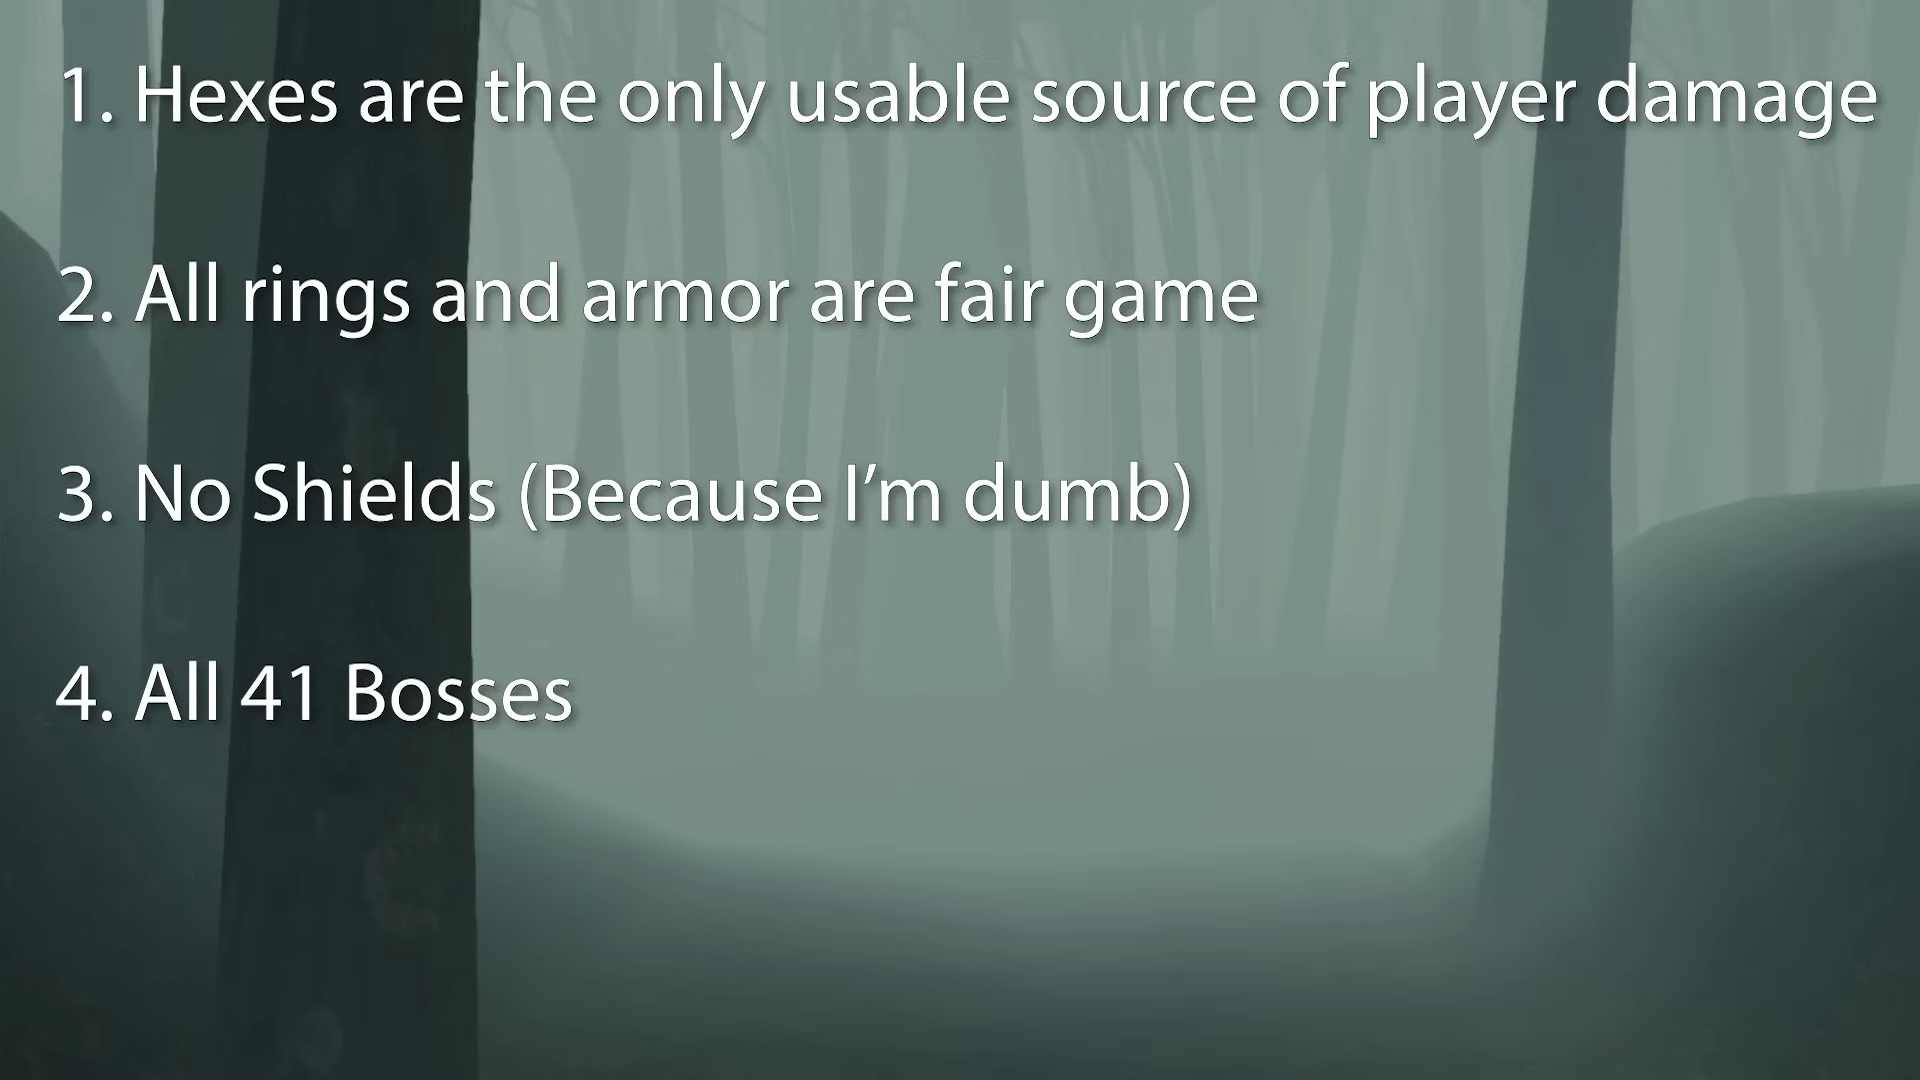 1. Hexes are the only usable source of player damage
2. All rings and armor are fair game
3. No Shields (Because I’m dumb)
4. All 41 Bosses